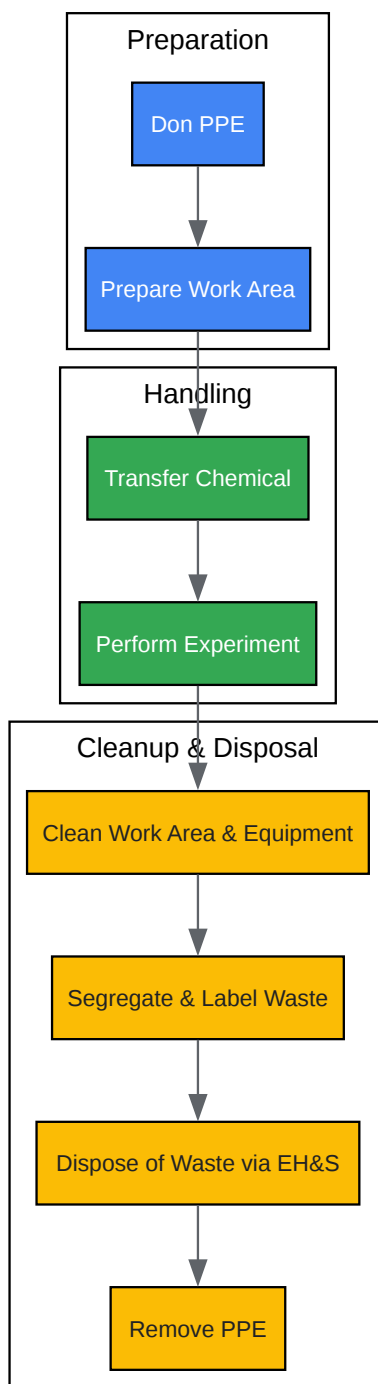 Preparation
Don PPE
Prepare Work Area
Handling
Transfer Chemical
Perform Experiment
Cleanup & Disposal
Clean Work Area & Equipment
Segregate & Label Waste
Dispose of Waste via EH&S
Remove PPE